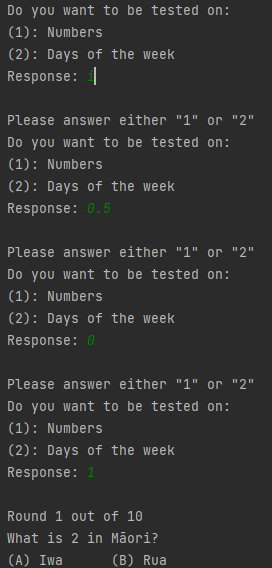 Do you want to be tested on:
(1): Numbers
(2): Days of the week
Response: i
Please answer either "1" or "2"
Do you want to be tested on:
(1): Numbers
(2): Days of the week
Response: 0.5
Please answer either "1" or "2"
Do you want to be tested on:
(1): Numbers
(2): Days of the week
Response: 0
Please answer either "1" or "2"
Do you want to be tested on:
(1): Numbers
(2): Days of the week
Response: 1
Round 1 out of 10
What is 2 in Māori?
(A) Iwa (B) Rua